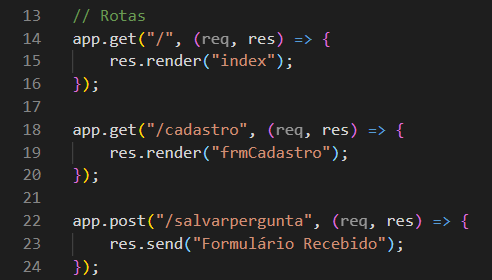 13 // Rotas
14 app.get("/", (req, res) => {
15 res.render("index");
16 });
17
18 app.get("/cadastro", (req, res) => {
19 res.render("frmCadastro");
20 });
21
22 app.post("/salvarpergunta", (req, res) => {
23 res.send("Formulário Recebido");
24 });